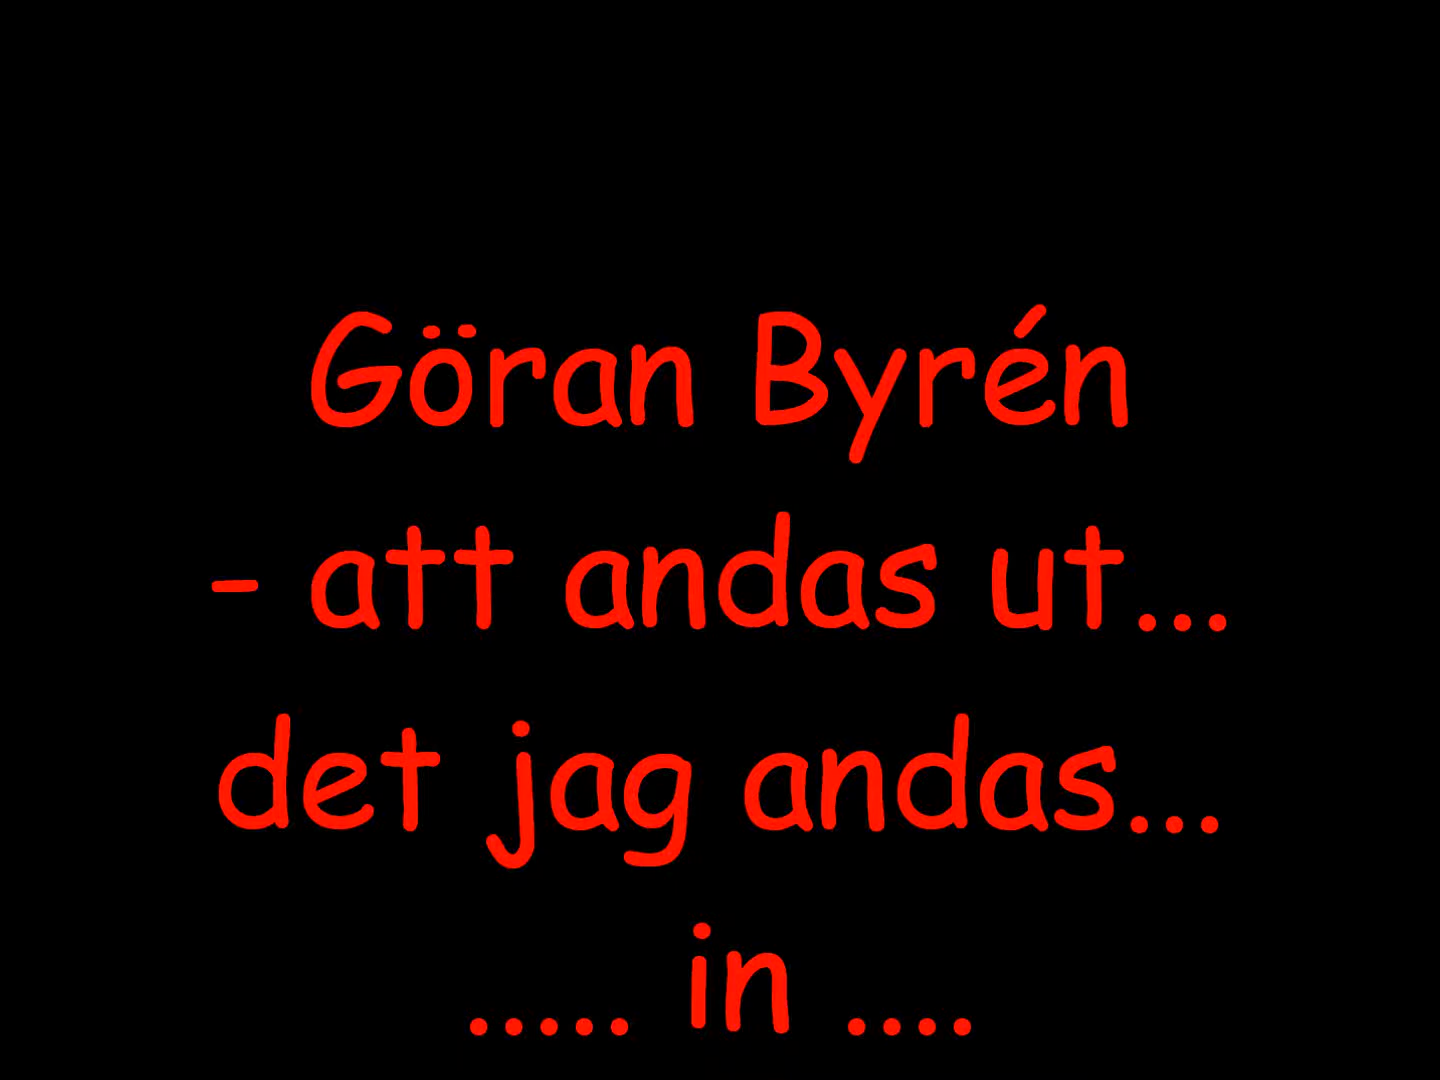 Göran Byrén
- att andas ut...
det jag andas...
..... in ....